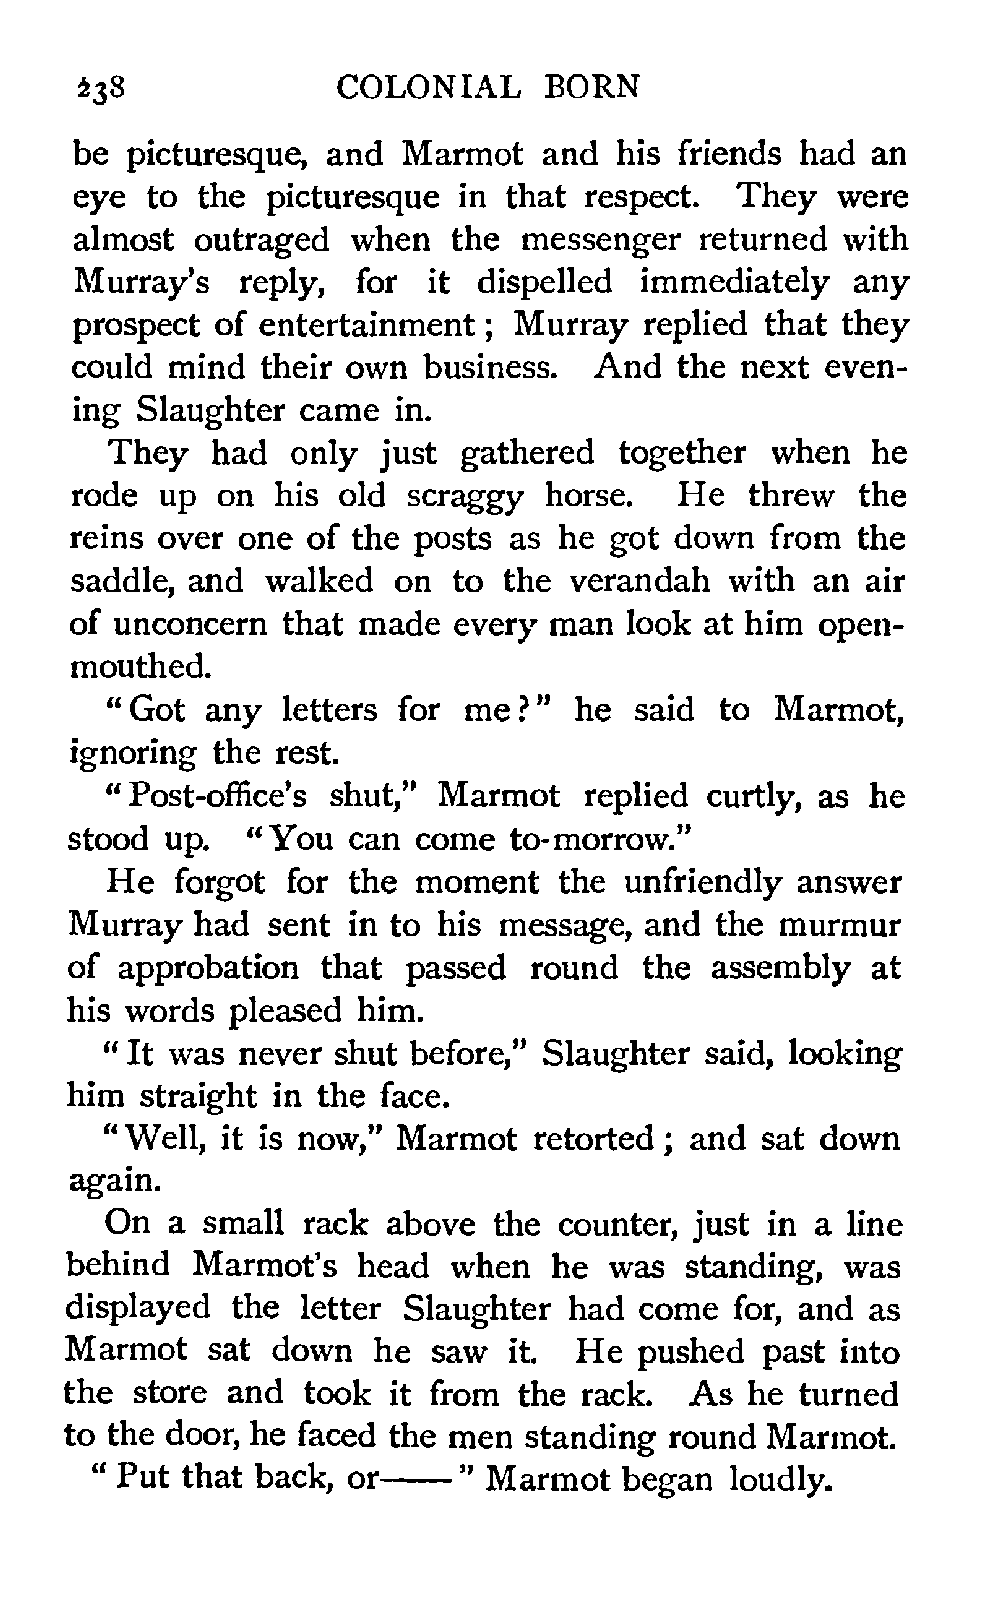 238 COLONIAL BORN
be picturesque, and Marmot and his friends had an
eye to the picturesque in that respect. They were
almost outraged when the messenger returned with
Murray's reply, for it dispelled immediately any
prospect of entertainment; Murray replied that they
could mind their own business. And the next even-
ing Slaughter came in.
They had only just gathered together when he
rode up on his old scraggy horse. He threw the
reins over one of the posts as he got down from the
saddle, and walked on to the verandah with an air
of unconcern that made every man look at him open-
mouthed.
"Got any letters for me?" he said to Marmot,
ignoring the rest.
"Post-office's shut," Marmot replied curtly, as he
stood up. "You can come to-morrow."
He forgot for the moment the unfriendly answer
Murray had sent in to his message, and the murmur
of approbation that passed round the assembly at
his words pleased him.
"It was never shut before," Slaughter said, looking
him straight in the face.
"Well, it is now," Marmot retorted; and sat down
again.
On a small rack above the counter, just in a line
behind Marmot's head when he was standing, was
displayed the letter Slaughter had come for, and as
Marmot sat down he saw it. He pushed past into
the store and took it from the rack. As he turned
to the door, he faced the men standing round Marmot.
"Put that back, or——" Marmot began loudly.